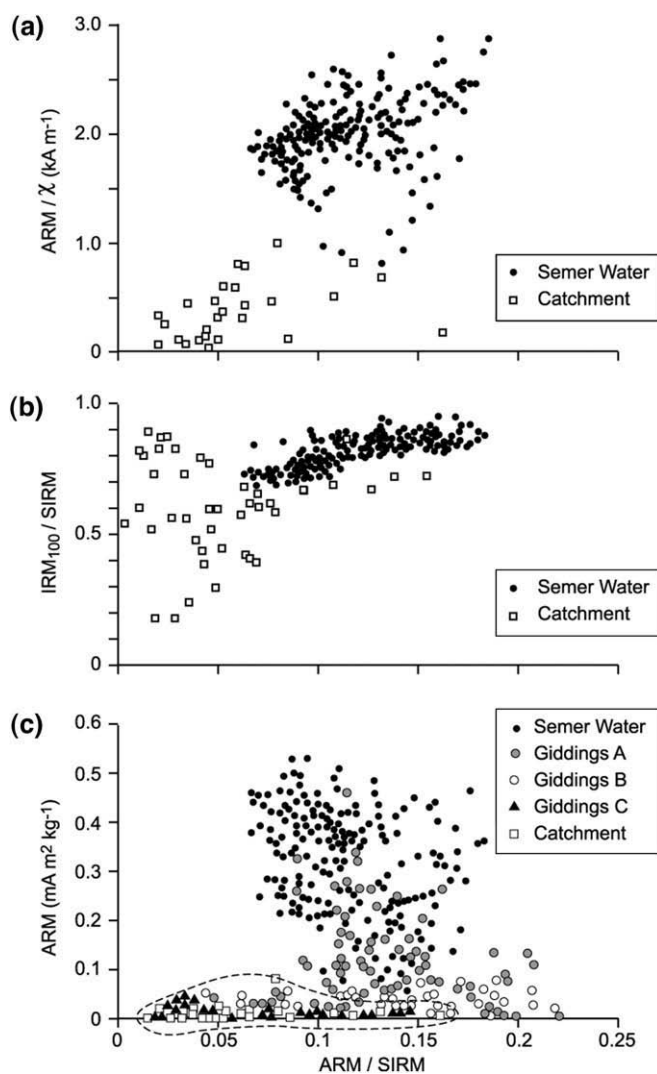 (a)
3.0
2.0
1.0
0
ARM / χ (kA m⁻¹)
Semer Water
Catchment
(b)
1.0
0.5
0
IRM₁₀₀ / SIRM
Semer Water
Catchment
(c)
0.6
0.5
0.4
0.3
0.2
0.1
0
ARM (mA m² kg⁻¹)
Semer Water
Giddings A
Giddings B
Giddings C
Catchment
0 0.05 0.1 0.15 0.2 0.25
ARM / SIRM